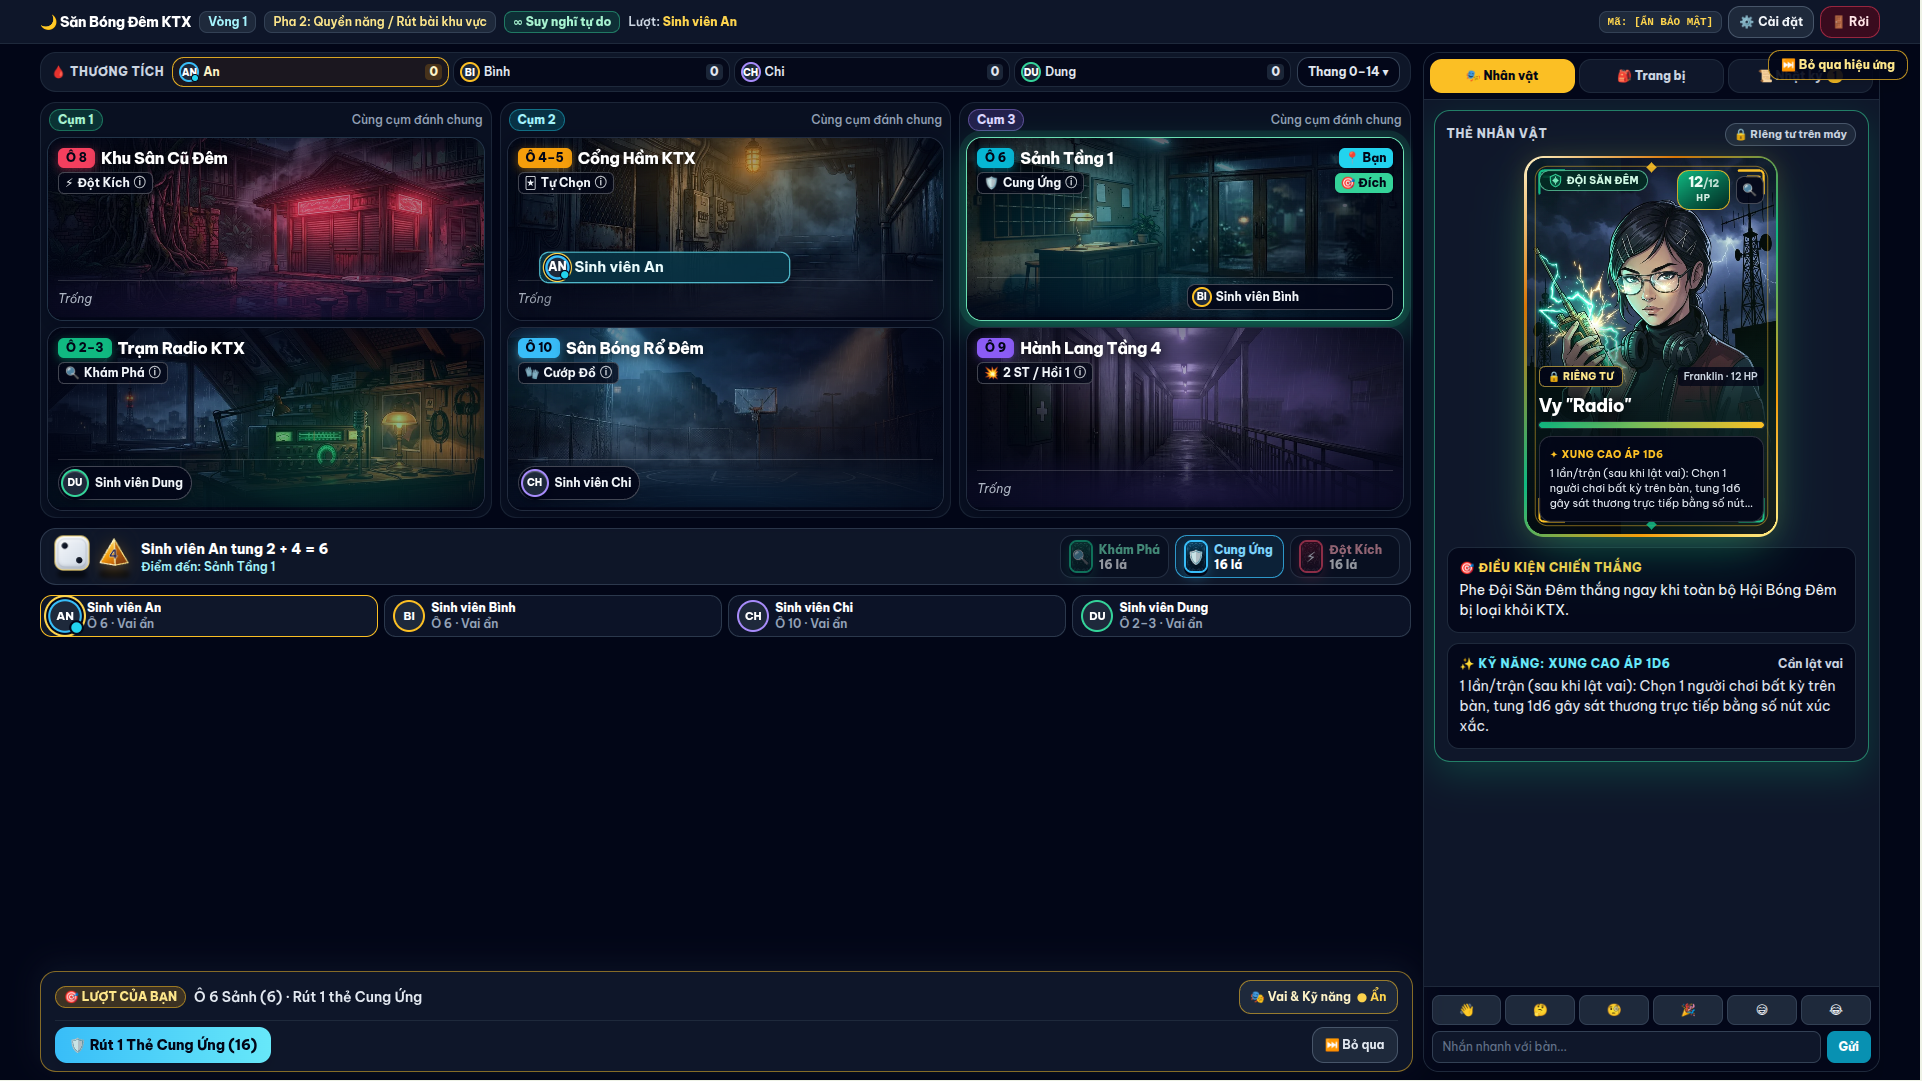 🌙 Săn Bóng Đêm KTX Vòng 1 Pha 2: Quyền năng / Rút bài khu vực ∞ Suy nghĩ tự do Lượt: Sinh viên An Mã: [ẨN BẢO MẬT] ⚙️ Cài đặt 🚪 Rời
🩸 THƯƠNG TÍCH AN An 0 BI Bình 0 CH Chi 0 DU Dung 0 Thang 0–14 ▾
⏩ Bỏ qua hiệu ứng
🎭 Nhân vật 🎒 Trang bị
Cụm 1 Cùng cụm đánh chung
Ô 8 Khu Sân Cũ Đêm
⚡ Đột Kích ⓘ
Trống
Ô 2–3 Trạm Radio KTX
🔍 Khám Phá ⓘ
DU Sinh viên Dung
Cụm 2 Cùng cụm đánh chung
Ô 4–5 Cổng Hầm KTX
🃏 Tự Chọn ⓘ
AN Sinh viên An
Trống
Ô 10 Sân Bóng Rổ Đêm
🧤 Cướp Đồ ⓘ
CH Sinh viên Chi
Cụm 3 Cùng cụm đánh chung
Ô 6 Sảnh Tầng 1 📍 Bạn
🛡️ Cung Ứng ⓘ 🎯 Đích
BI Sinh viên Bình
Ô 9 Hành Lang Tầng 4
💥 2 ST / Hồi 1 ⓘ
Trống
4 Sinh viên An tung 2 + 4 = 6
Điểm đến: Sảnh Tầng 1
🔍 Khám Phá
16 lá
🛡️ Cung Ứng
16 lá
⚡ Đột Kích
16 lá
AN Sinh viên An
Ô 6 · Vai ẩn
BI Sinh viên Bình
Ô 6 · Vai ẩn
CH Sinh viên Chi
Ô 10 · Vai ẩn
DU Sinh viên Dung
Ô 2–3 · Vai ẩn
🎯 LƯỢT CỦA BẠN Ô 6 Sảnh (6) · Rút 1 thẻ Cung Ứng 🎭 Vai & Kỹ năng ● Ẩn
🛡️ Rút 1 Thẻ Cung Ứng (16) ⏩ Bỏ qua
THẺ NHÂN VẬT 🔒 Riêng tư trên máy
ĐỘI SĂN ĐÊM 12/12
HP
🔍
🔒 RIÊNG TƯ Franklin · 12 HP
Vy "Radio"
✦ XUNG CAO ÁP 1D6
1 lần/trận (sau khi lật vai): Chọn 1
người chơi bất kỳ trên bàn, tung 1d6
gây sát thương trực tiếp bằng số nút...
🎯 ĐIỀU KIỆN CHIẾN THẮNG
Phe Đội Săn Đêm thắng ngay khi toàn bộ Hội Bóng Đêm
bị loại khỏi KTX.
✨ KỸ NĂNG: XUNG CAO ÁP 1D6 Cần lật vai
1 lần/trận (sau khi lật vai): Chọn 1 người chơi bất kỳ trên
bàn, tung 1d6 gây sát thương trực tiếp bằng số nút xúc
xắc.
Nhắn nhanh với bàn... Gửi